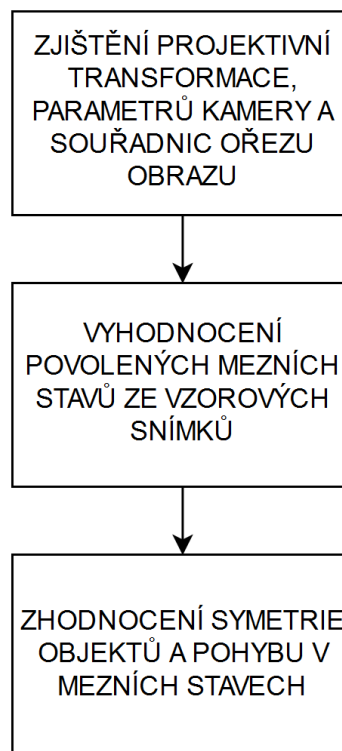 ZJIŠTĚNÍ PROJEKTIVNÍ
TRANSFORMACE,
PARAMETRŮ KAMERY A
SOUŘADNIC OŘEZU
OBRAZU
VYHODNOCENÍ
POVOLENÝCH MEZNÍCH
STAVŮ ZE VZOROVÝCH
SNÍMKŮ
ZHODNOCENÍ SYMETRIE
OBJEKTŮ A POHYBU V
MEZNÍCH STAVECH